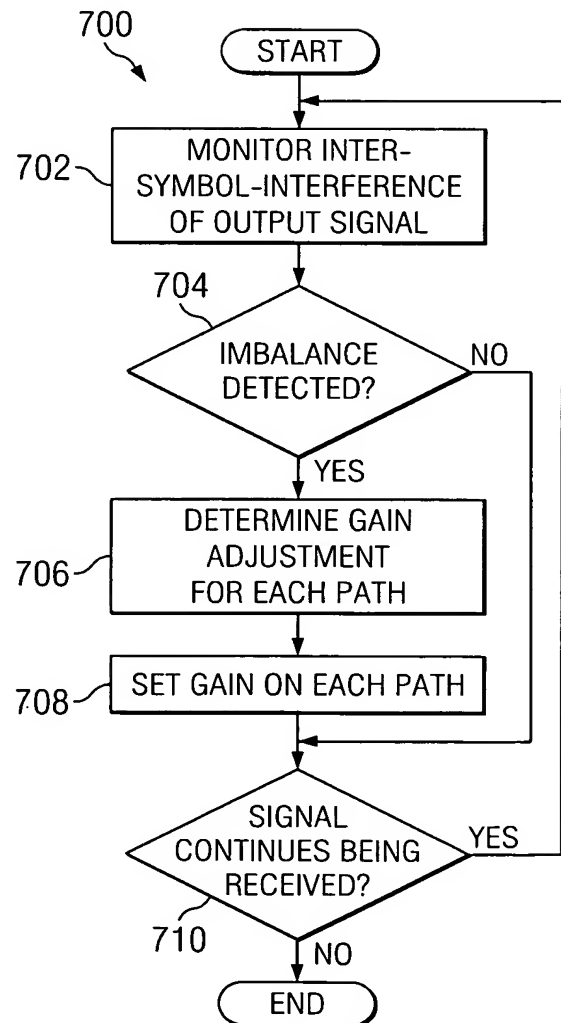 700
START
702
MONITOR INTER-
SYMBOL-INTERFERENCE
OF OUTPUT SIGNAL
704
IMBALANCE
DETECTED?
NO
YES
706
DETERMINE GAIN
ADJUSTMENT
FOR EACH PATH
708
SET GAIN ON EACH PATH
SIGNAL
CONTINUES BEING
RECEIVED?
YES
710
NO
END